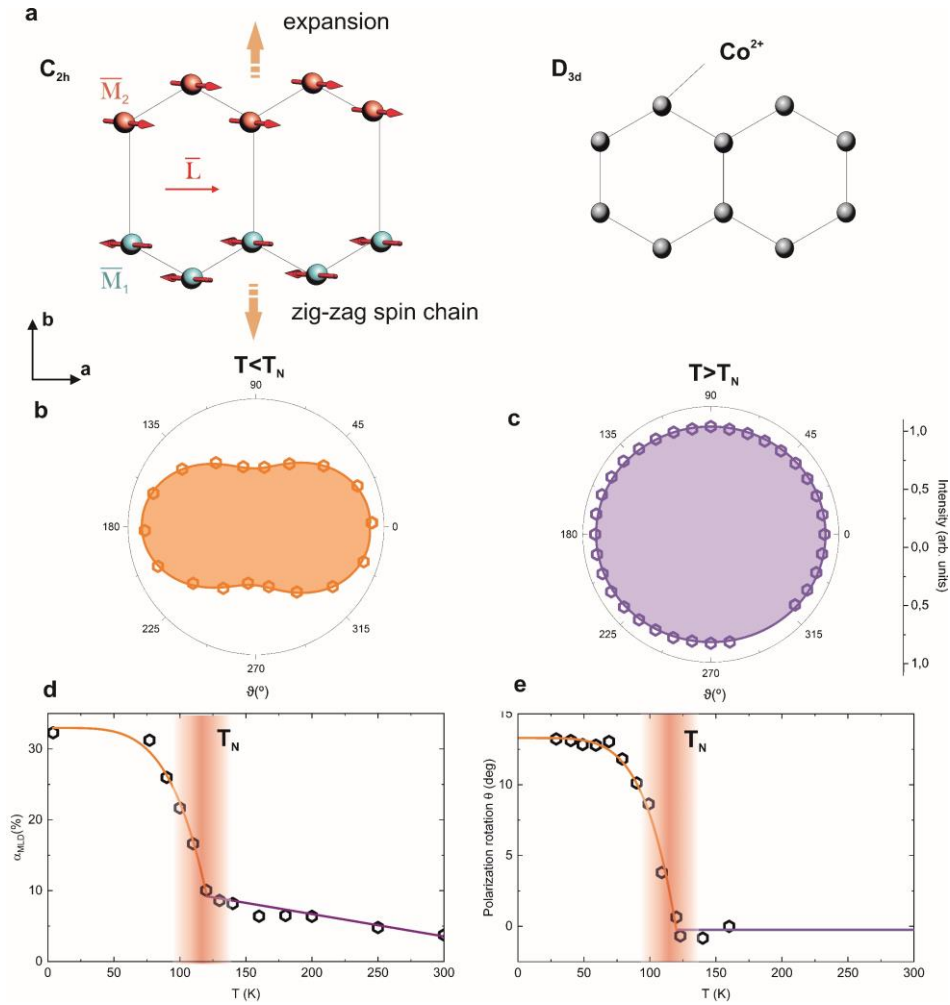 a
expansion
C2h
M̅2
L̅
M̅1
zig-zag spin chain
b
a
D3d
Co2+
T<TN
b
90
135
45
180
0
225
315
270
ϑ(º)
T>TN
c
90
135
45
180
0
225
315
270
ϑ(º)
1,0
0,5
0,0
0,5
1,0
Intensity (arb. units)
d
TN
30
20
10
0
αMLD(%)
0
50
100
150
200
250
300
T (K)
e
TN
15
10
5
0
Polarization rotation θ (deg)
0
50
100
150
200
250
300
T (K)